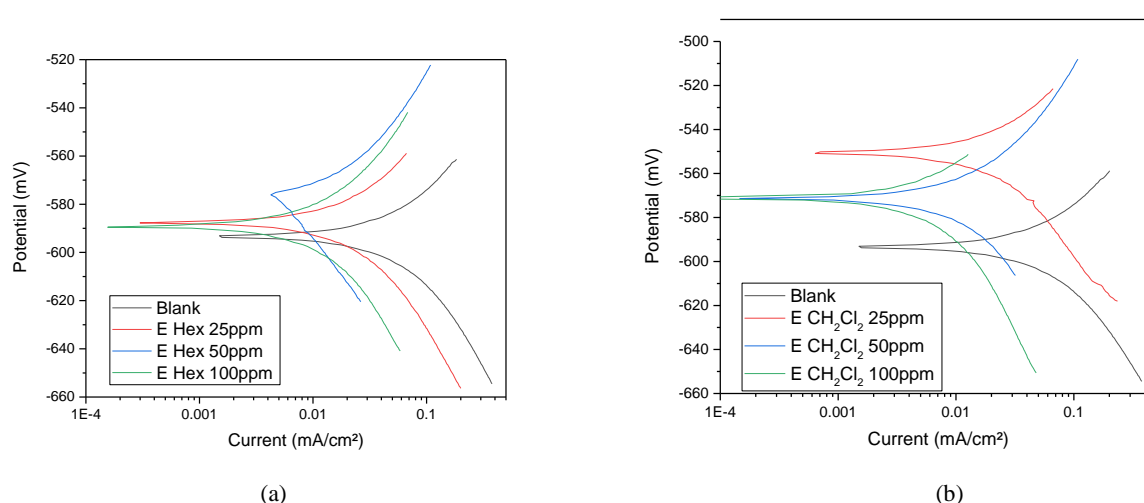 -520
-540
-560
-580
-600
-620
-640
-660
Potential (mV)
Blank
E Hex 25ppm
E Hex 50ppm
E Hex 100ppm
1E-4 0.001 0.01 0.1
Current (mA/cm²)
(a)
-500
-520
-540
-560
-580
-600
-620
-640
-660
Potential (mV)
Blank
E CH₂Cl₂ 25ppm
E CH₂Cl₂ 50ppm
E CH₂Cl₂ 100ppm
1E-4 0.001 0.01 0.1
Current (mA/cm²)
(b)